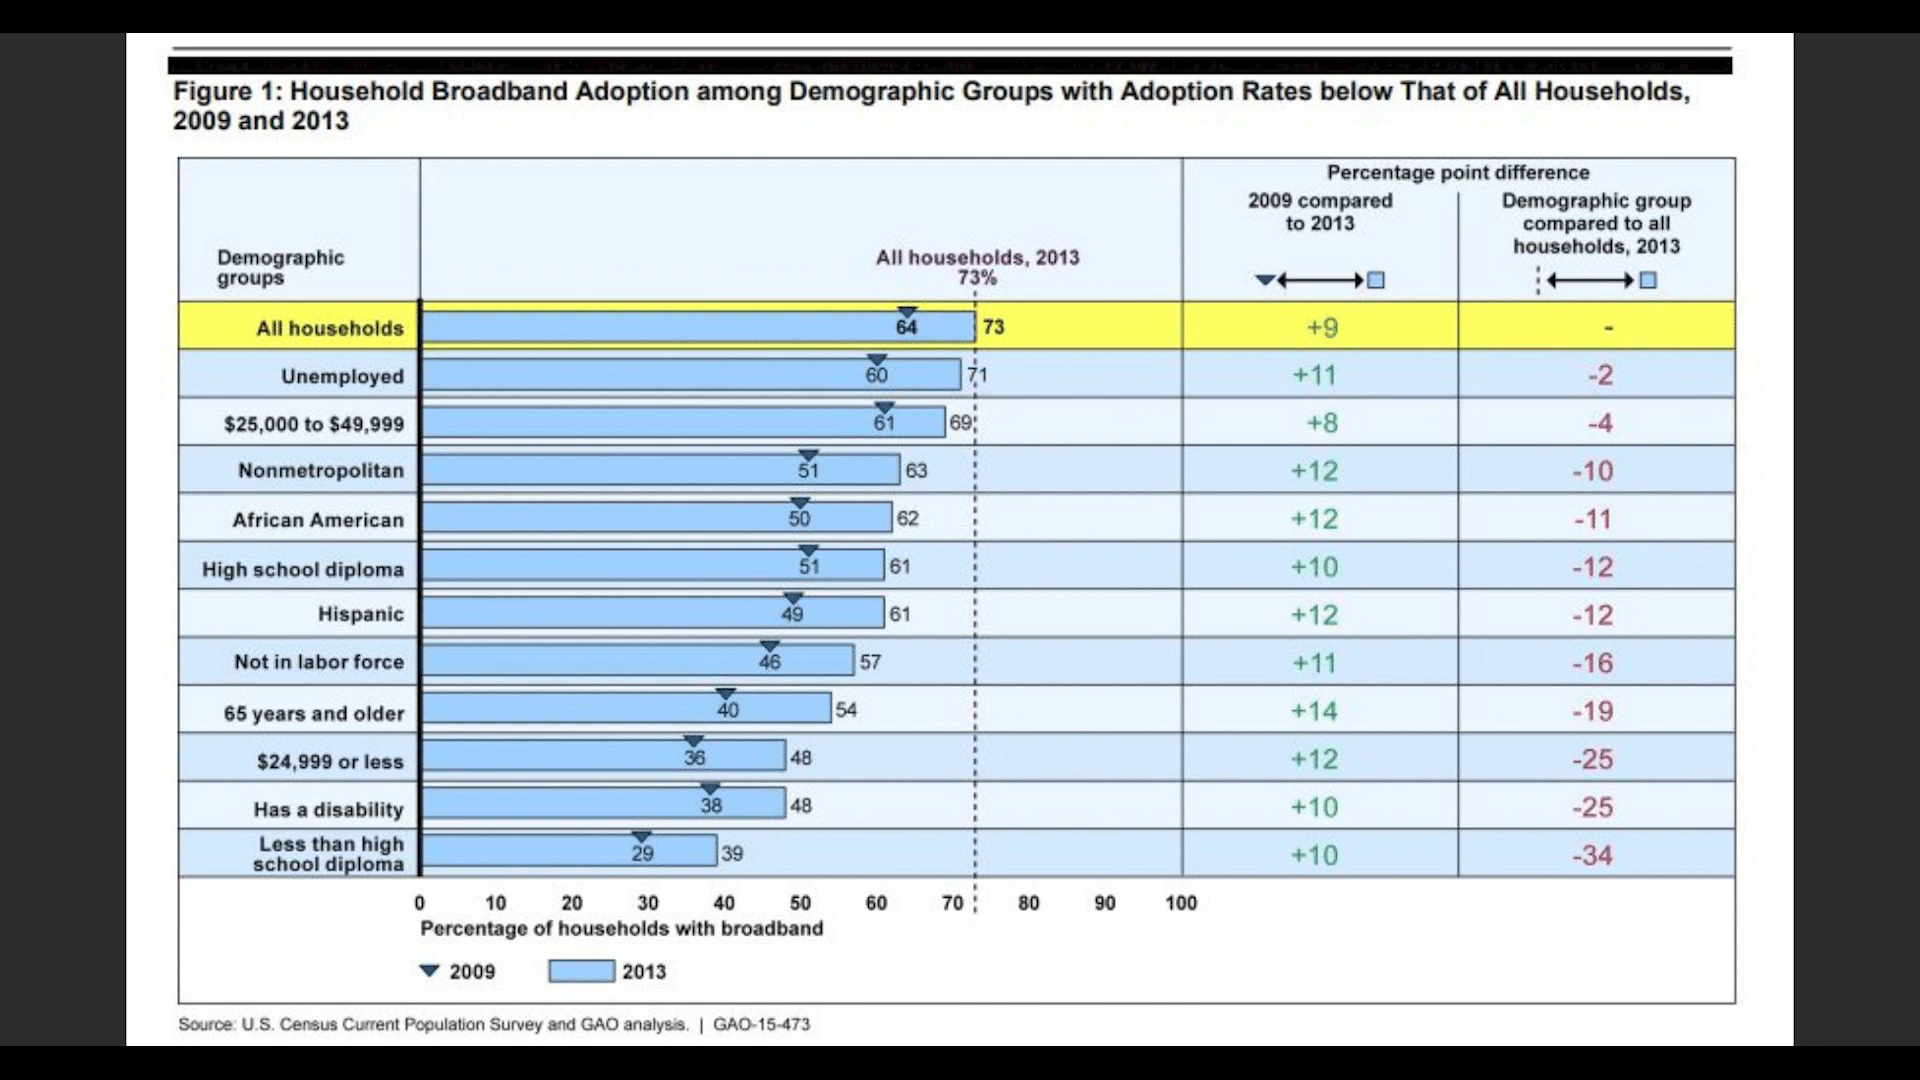 Figure 1: Household Broadband Adoption among Demographic Groups with Adoption Rates below That of All Households,
2009 and 2013
Percentage point difference
2009 compared
to 2013
Demographic group
compared to all
households, 2013
Demographic
groups
All households, 2013
73%
All households 64 73 +9 -
Unemployed 60 71 +11 -2
$25,000 to $49,999 61 69 +8 -4
Nonmetropolitan 51 63 +12 -10
African American 50 62 +12 -11
High school diploma 51 61 +10 -12
Hispanic 49 61 +12 -12
Not in labor force 46 57 +11 -16
65 years and older 40 54 +14 -19
$24,999 or less 36 48 +12 -25
Has a disability 38 48 +10 -25
Less than high
school diploma 29 39 +10 -34
0 10 20 30 40 50 60 70 80 90 100
Percentage of households with broadband
2009 2013
Source: U.S. Census Current Population Survey and GAO analysis. | GAO-15-473